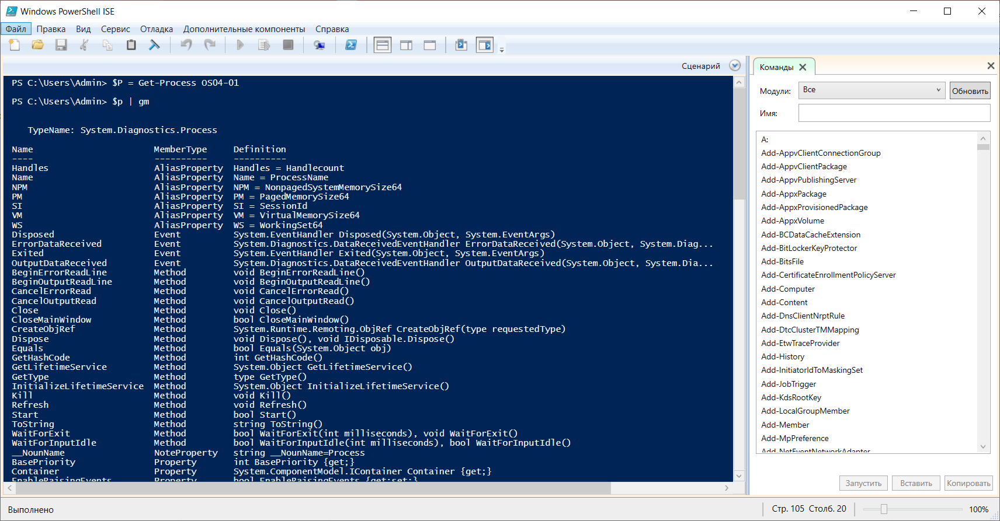 Windows PowerShell ISE
Файл Правка Вид Сервис Отладка Дополнительные компоненты Справка
Сценарий
PS C:\Users\Admin> $P = Get-Process OS04-01
PS C:\Users\Admin> $p | gm
TypeName: System.Diagnostics.Process
Name MemberType Definition
---- ---------- ----------
Handles AliasProperty Handles = Handlecount
Name AliasProperty Name = ProcessName
NPM AliasProperty NPM = NonpagedSystemMemorySize64
PM AliasProperty PM = PagedMemorySize64
SI AliasProperty SI = SessionId
VM AliasProperty VM = VirtualMemorySize64
WS AliasProperty WS = WorkingSet64
Disposed Event System.EventHandler Disposed(System.Object, System.EventArgs)
ErrorDataReceived Event System.Diagnostics.DataReceivedEventHandler ErrorDataReceived(System.Object, System.Diag...
Exited Event System.EventHandler Exited(System.Object, System.EventArgs)
OutputDataReceived Event System.Diagnostics.DataReceivedEventHandler OutputDataReceived(System.Object, System.Dia...
BeginErrorReadLine Method void BeginErrorReadLine()
BeginOutputReadLine Method void BeginOutputReadLine()
CancelErrorRead Method void CancelErrorRead()
CancelOutputRead Method void CancelOutputRead()
Close Method void Close()
CloseMainWindow Method bool CloseMainWindow()
CreateObjRef Method System.Runtime.Remoting.ObjRef CreateObjRef(type requestedType)
Dispose Method void Dispose(), void IDisposable.Dispose()
Equals Method bool Equals(System.Object obj)
GetHashCode Method int GetHashCode()
GetLifetimeService Method System.Object GetLifetimeService()
GetType Method type GetType()
InitializeLifetimeService Method System.Object InitializeLifetimeService()
Kill Method void Kill()
Refresh Method void Refresh()
Start Method bool Start()
ToString Method string ToString()
WaitForExit Method bool WaitForExit(int milliseconds), void WaitForExit()
WaitForInputIdle Method bool WaitForInputIdle(int milliseconds), bool WaitForInputIdle()
__NounName NoteProperty string __NounName=Process
BasePriority Property int BasePriority {get;}
Container Property System.ComponentModel.IContainer Container {get;}
EnableRaisingEvents Property bool EnableRaisingEvents {get;set;}
Команды
Модули: Все Обновить
Имя:
A:
Add-AppvClientConnectionGroup
Add-AppvClientPackage
Add-AppvPublishingServer
Add-AppxPackage
Add-AppxProvisionedPackage
Add-AppxVolume
Add-BCDataCacheExtension
Add-BitLockerKeyProtector
Add-BitsFile
Add-CertificateEnrollmentPolicyServer
Add-Computer
Add-Content
Add-DnsClientNrptRule
Add-DtcClusterTMMapping
Add-EtwTraceProvider
Add-History
Add-InitiatorIdToMaskingSet
Add-JobTrigger
Add-KdsRootKey
Add-LocalGroupMember
Add-Member
Add-MpPreference
Add-NetEventNetworkAdapter
Запустить Вставить Копировать
Выполнено
Стр. 105 Столб. 20
100%